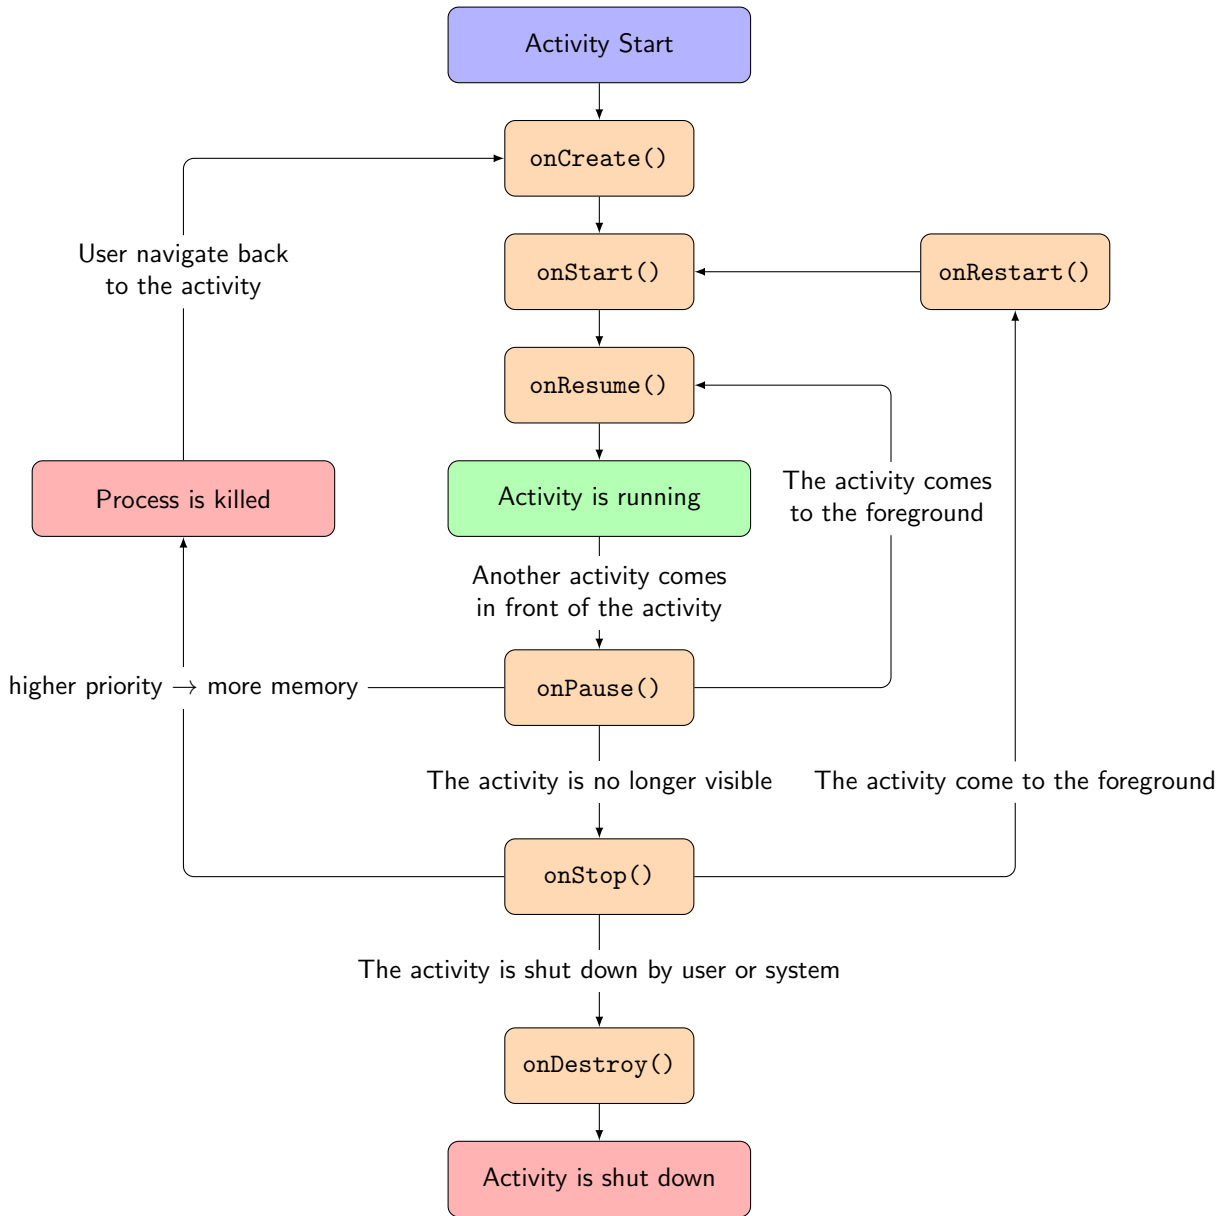 Activity Start
onCreate()
User navigate back
to the activity
onStart()
onRestart()
onResume()
Process is killed
Activity is running
The activity comes
to the foreground
Another activity comes
in front of the activity
higher priority → more memory
onPause()
The activity is no longer visible
The activity come to the foreground
onStop()
The activity is shut down by user or system
onDestroy()
Activity is shut down